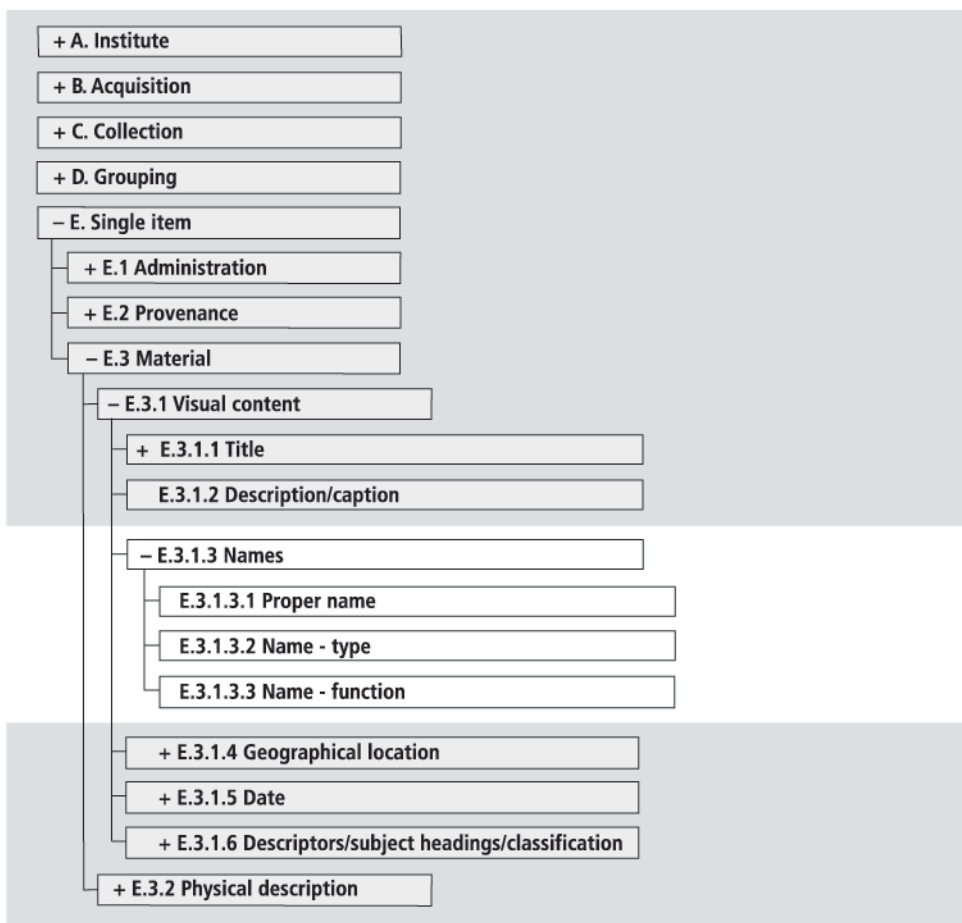 + A. Institute
+ B. Acquisition
+ C. Collection
+ D. Grouping
– E. Single item
+ E.1 Administration
+ E.2 Provenance
– E.3 Material
– E.3.1 Visual content
+ E.3.1.1 Title
E.3.1.2 Description/caption
– E.3.1.3 Names
E.3.1.3.1 Proper name
E.3.1.3.2 Name - type
E.3.1.3.3 Name - function
+ E.3.1.4 Geographical location
+ E.3.1.5 Date
+ E.3.1.6 Descriptors/subject headings/classification
+ E.3.2 Physical description